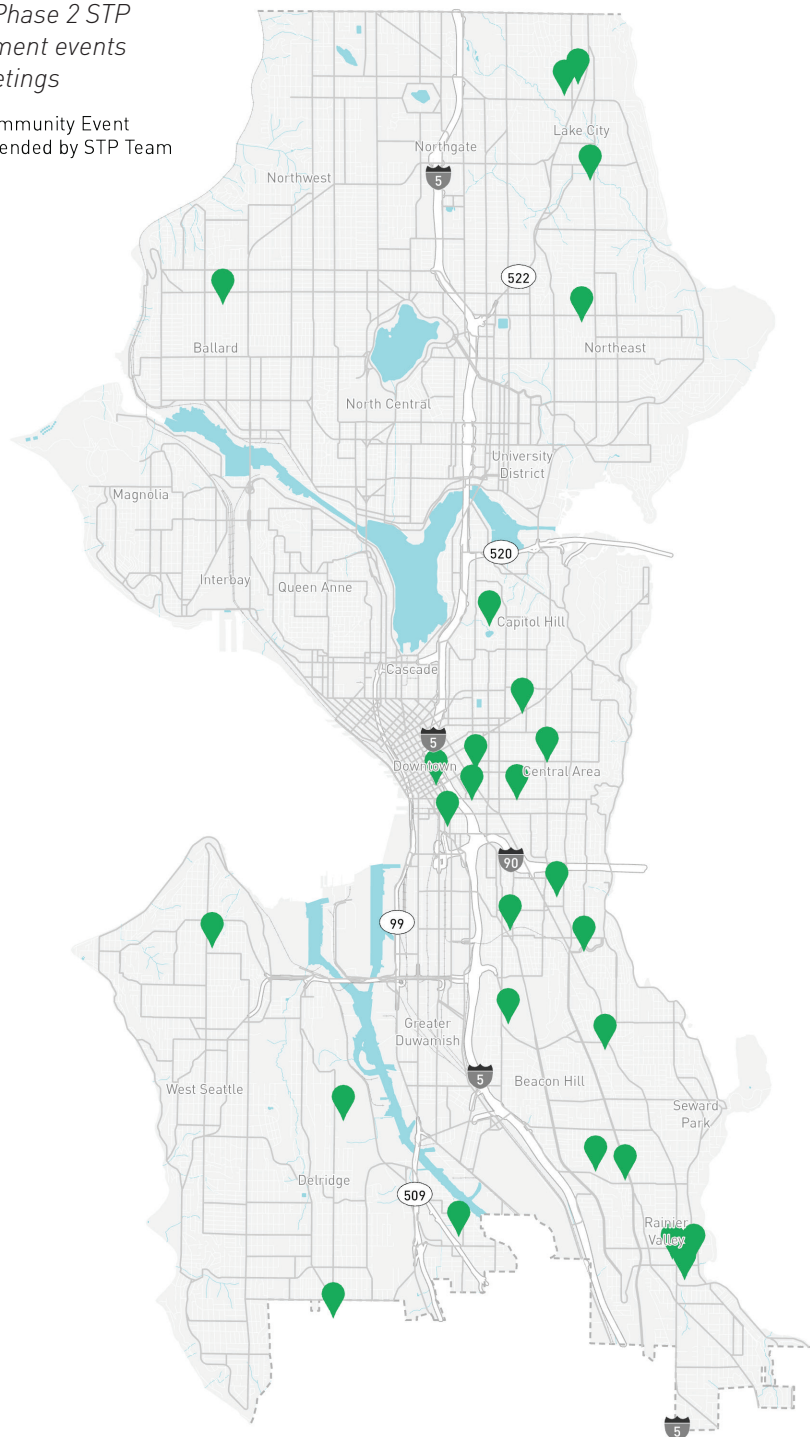 Phase 2 STP
ment events
etings
mmunity Event
ended by STP Team
Lake City
Northgate
Northwest
5
522
Ballard
Northeast
North Central
University
District
Magnolia
520
Interbay
Queen Anne
Capitol Hill
Cascade
5
Downtown
Central Area
90
99
Greater
Duwamish
5
Beacon Hill
West Seattle
Seward
Park
Delridge
509
Rainier
Valley
5